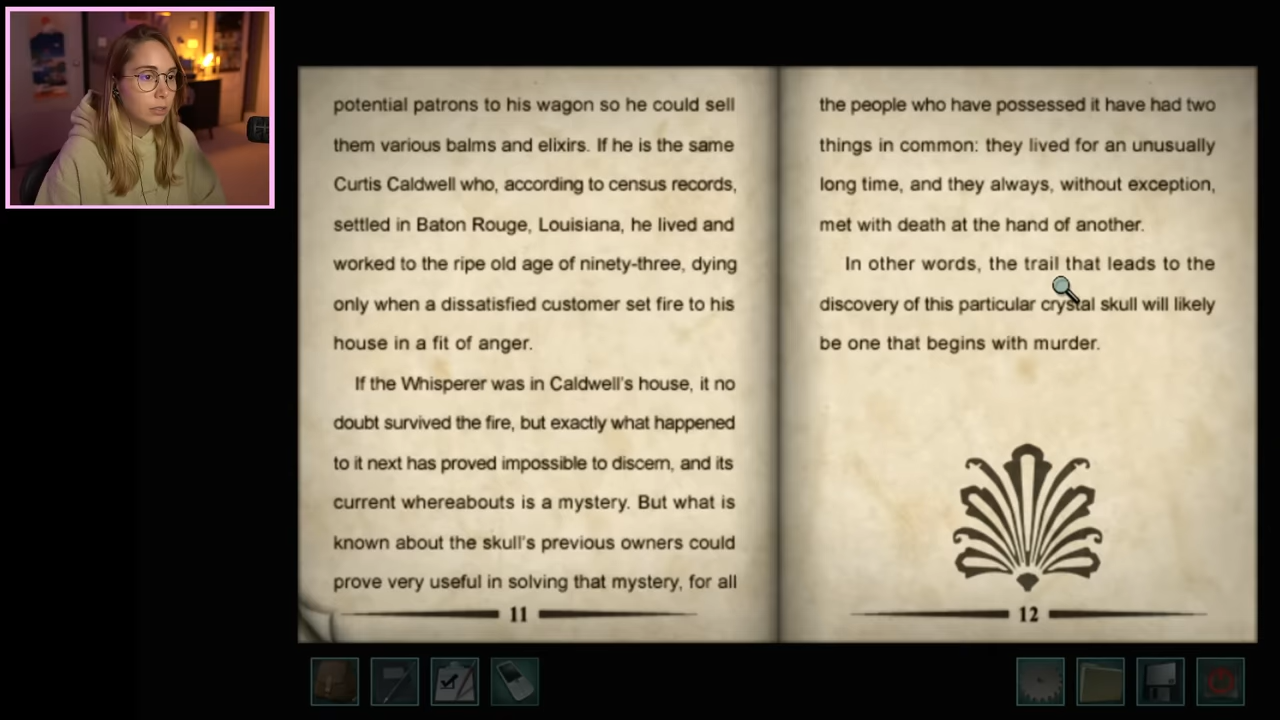 potential patrons to his wagon so he could sell
them various balms and elixirs. If he is the same
Curtis Caldwell who, according to census records,
settled in Baton Rouge, Louisiana, he lived and
worked to the ripe old age of ninety-three, dying
only when a dissatisfied customer set fire to his
house in a fit of anger.
If the Whisperer was in Caldwell's house, it no
doubt survived the fire, but exactly what happened
to it next has proved impossible to discern, and its
current whereabouts is a mystery. But what is
known about the skull's previous owners could
prove very useful in solving that mystery, for all
11
the people who have possessed it have had two
things in common: they lived for an unusually
long time, and they always, without exception,
met with death at the hand of another.
In other words, the trail that leads to the
discovery of this particular crystal skull will likely
be one that begins with murder.
12